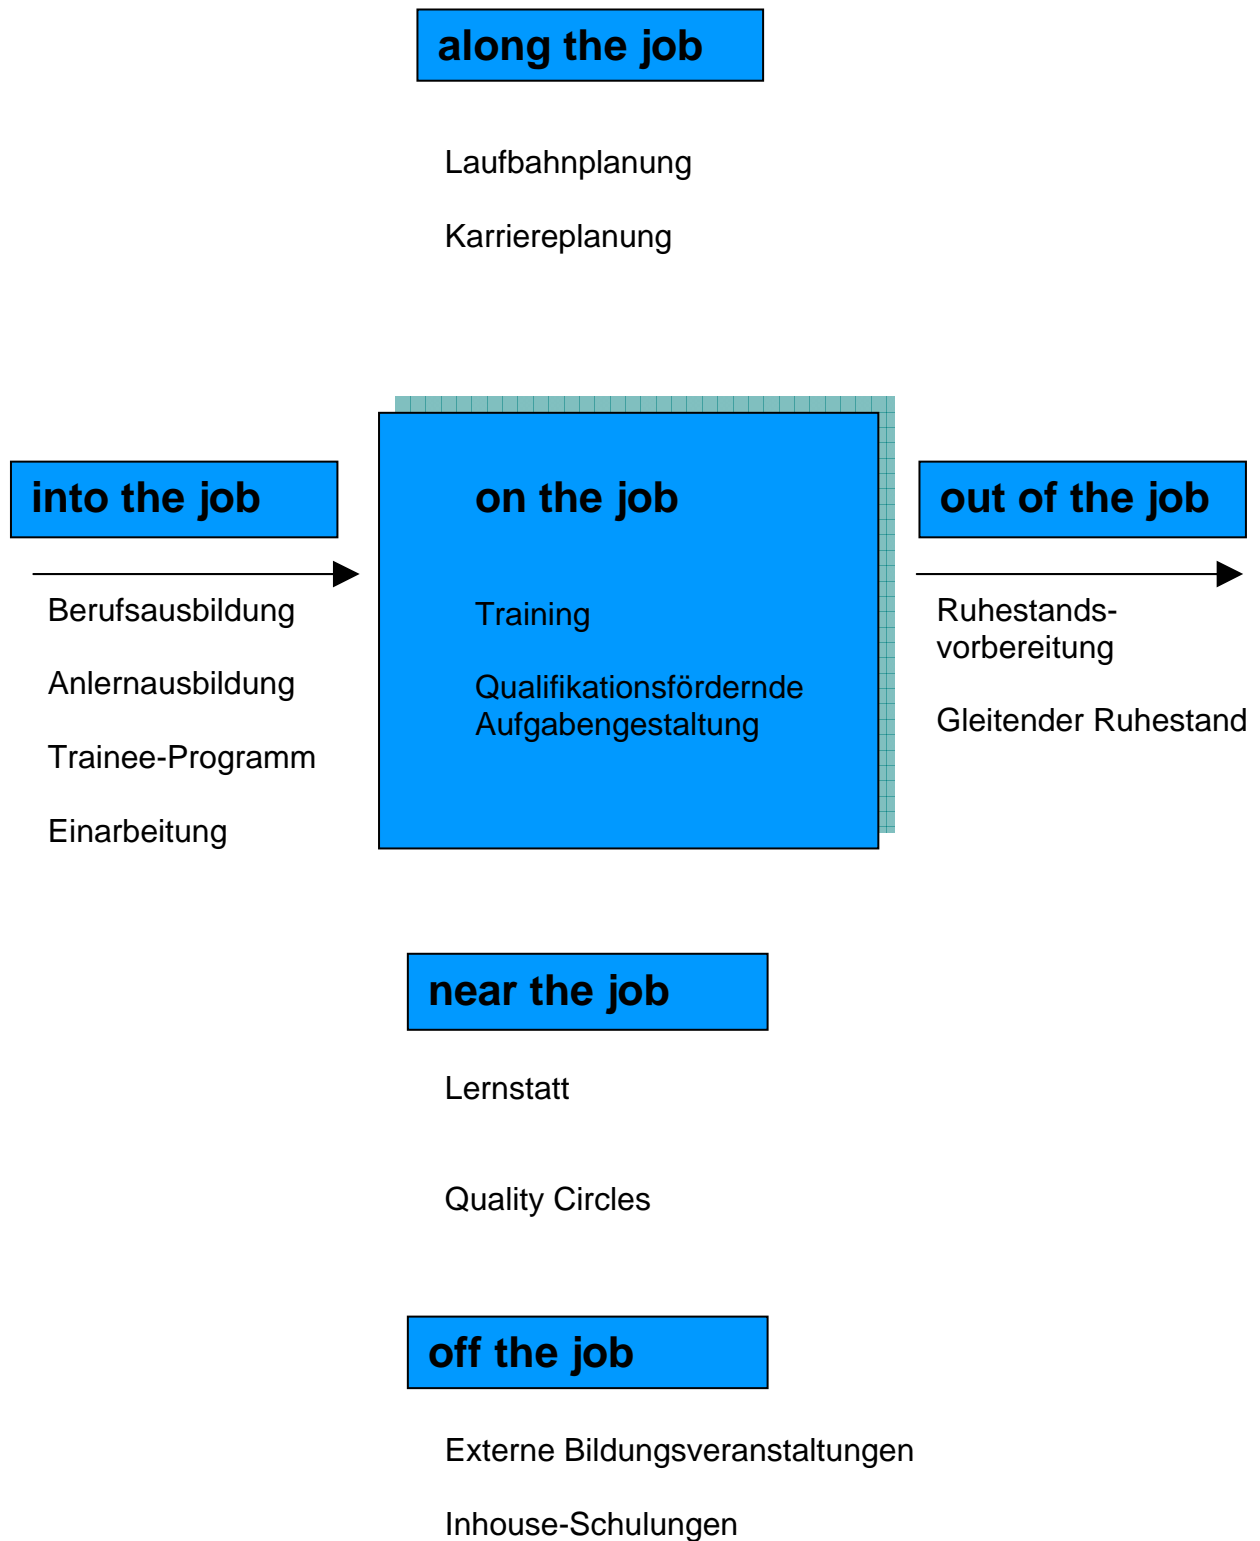 along the job
Laufbahnplanung
Karriereplanung
into the job
Berufsausbildung
Anlernausbildung
Trainee-Programm
Einarbeitung
on the job
Training
Qualifikationsfördernde
Aufgabengestaltung
out of the job
Ruhestands-
vorbereitung
Gleitender Ruhestand
near the job
Lernstatt
Quality Circles
off the job
Externe Bildungsveranstaltungen
Inhouse-Schulungen